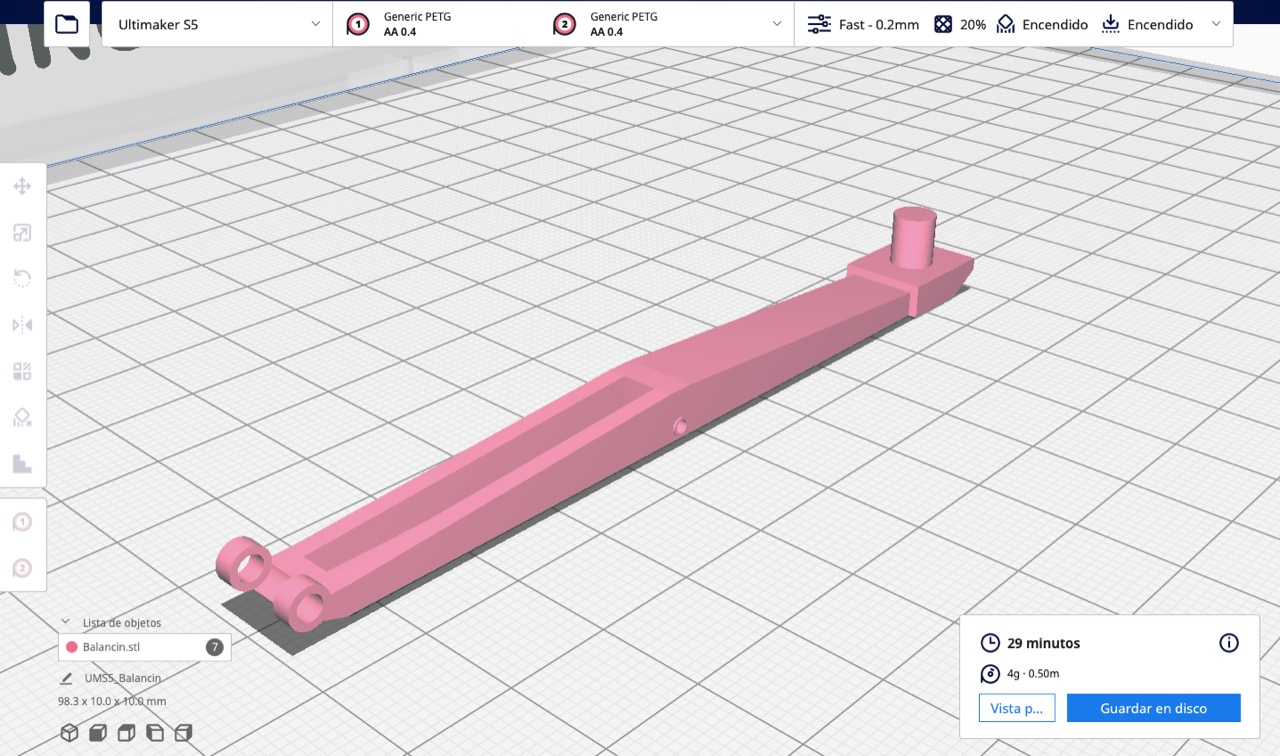 Ultimaker S5
1
Generic PETG
AA 0.4
2
Generic PETG
AA 0.4
Fast - 0.2mm
20%
Encendido
Encendido
1
2
Lista de objetos
Balancin.stl
7
UMS5_Balancin
98.3 x 10.0 x 10.0 mm
29 minutos
4g · 0.50m
Vista p...
Guardar en disco